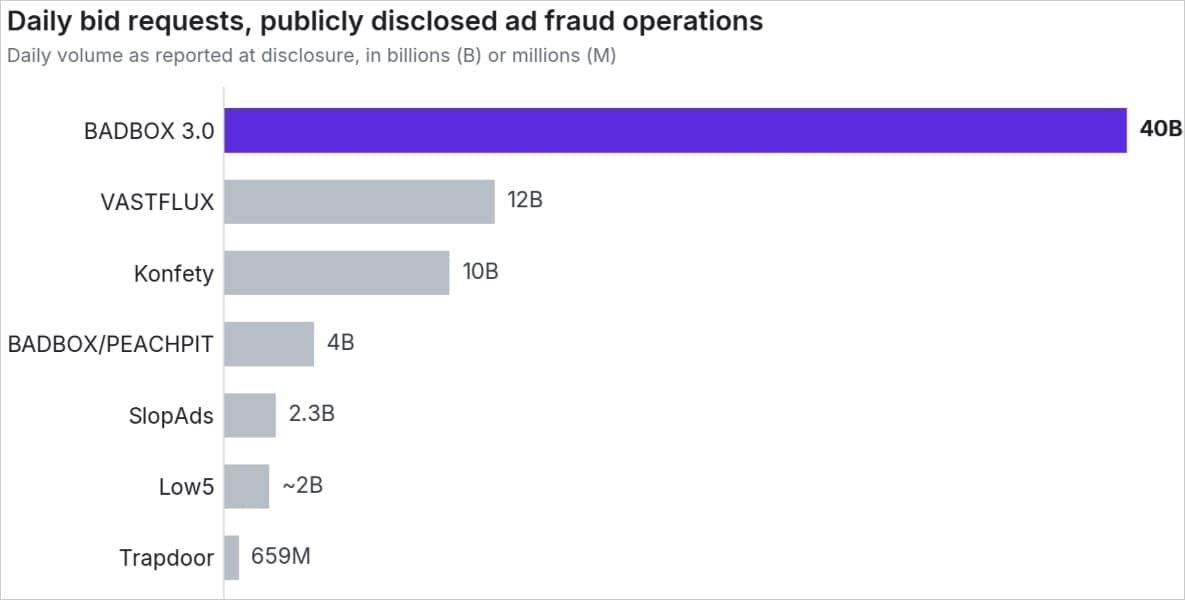 Daily bid requests, publicly disclosed ad fraud operations
Daily volume as reported at disclosure, in billions (B) or millions (M)
BADBOX 3.0 40B
VASTFLUX 12B
Konfety 10B
BADBOX/PEACHPIT 4B
SlopAds 2.3B
Low5 ~2B
Trapdoor 659M